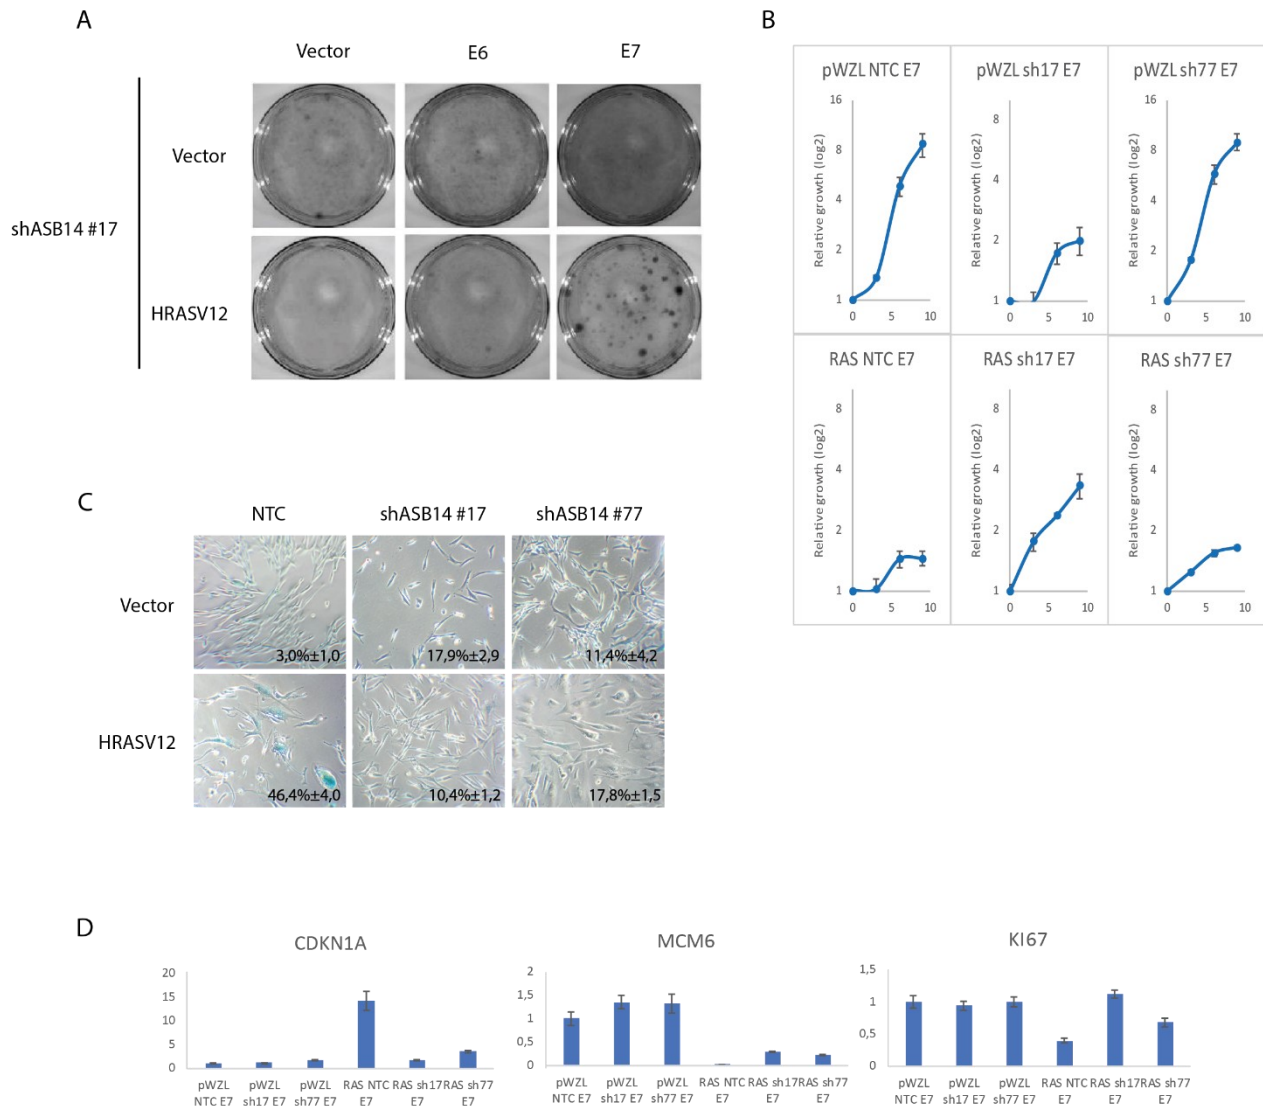 A
Vector
E6
E7
Vector
shASB14 #17
HRASV12
B
pWZL NTC E7
pWZL sh17 E7
pWZL sh77 E7
Relative growth (log2)
16
8
4
2
1
0
5
10
Relative growth (log2)
8
4
2
1
0
5
10
Relative growth (log2)
16
8
4
2
1
0
5
10
RAS NTC E7
RAS sh17 E7
RAS sh77 E7
Relative growth (log2)
8
4
2
1
0
5
10
Relative growth (log2)
8
4
2
1
0
5
10
Relative growth (log2)
8
4
2
1
0
5
10
C
NTC
shASB14 #17
shASB14 #77
Vector
3,0%±1,0
17,9%±2,9
11,4%±4,2
HRASV12
46,4%±4,0
10,4%±1,2
17,8%±1,5
D
CDKN1A
20
15
10
5
0
pWZL NTC E7
pWZL sh17 E7
pWZL sh77 E7
RAS NTC E7
RAS sh17 E7
RAS sh77 E7
MCM6
2
1,5
1
0,5
0
pWZL NTC E7
pWZL sh17 E7
pWZL sh77 E7
RAS NTC E7
RAS sh17 E7
RAS sh77 E7
KI67
1,5
1
0,5
0
pWZL NTC E7
pWZL sh17 E7
pWZL sh77 E7
RAS NTC E7
RAS sh17 E7
RAS sh77 E7